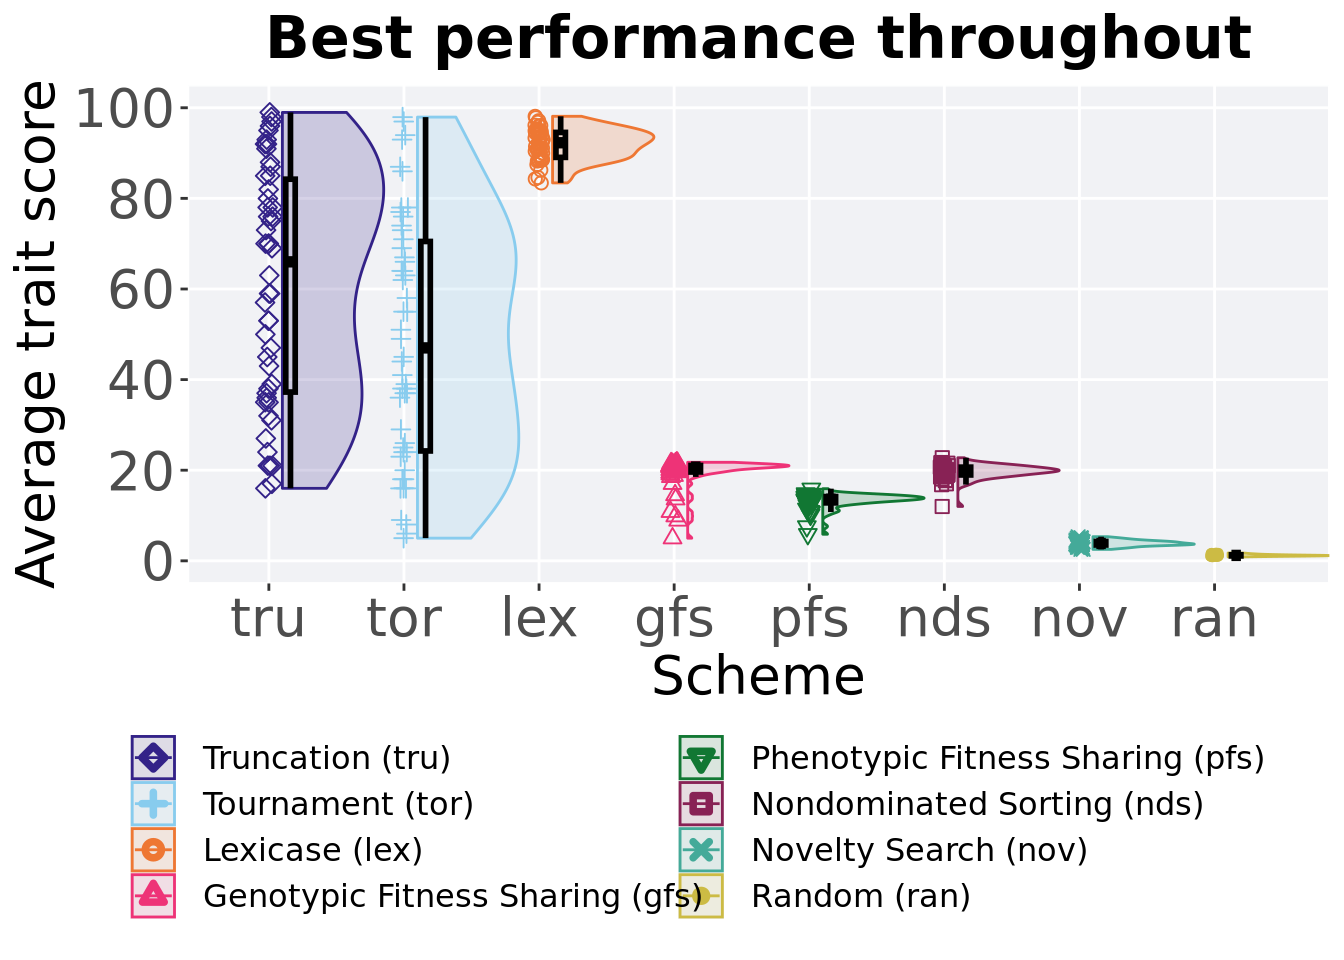 Best performance throughout
Average trait score
100
80
60
40
20
0
tru tor lex gfs pfs nds nov ran
Scheme
Truncation (tru)
Tournament (tor)
Lexicase (lex)
Genotypic Fitness Sharing (gfs)
Phenotypic Fitness Sharing (pfs)
Nondominated Sorting (nds)
Novelty Search (nov)
Random (ran)